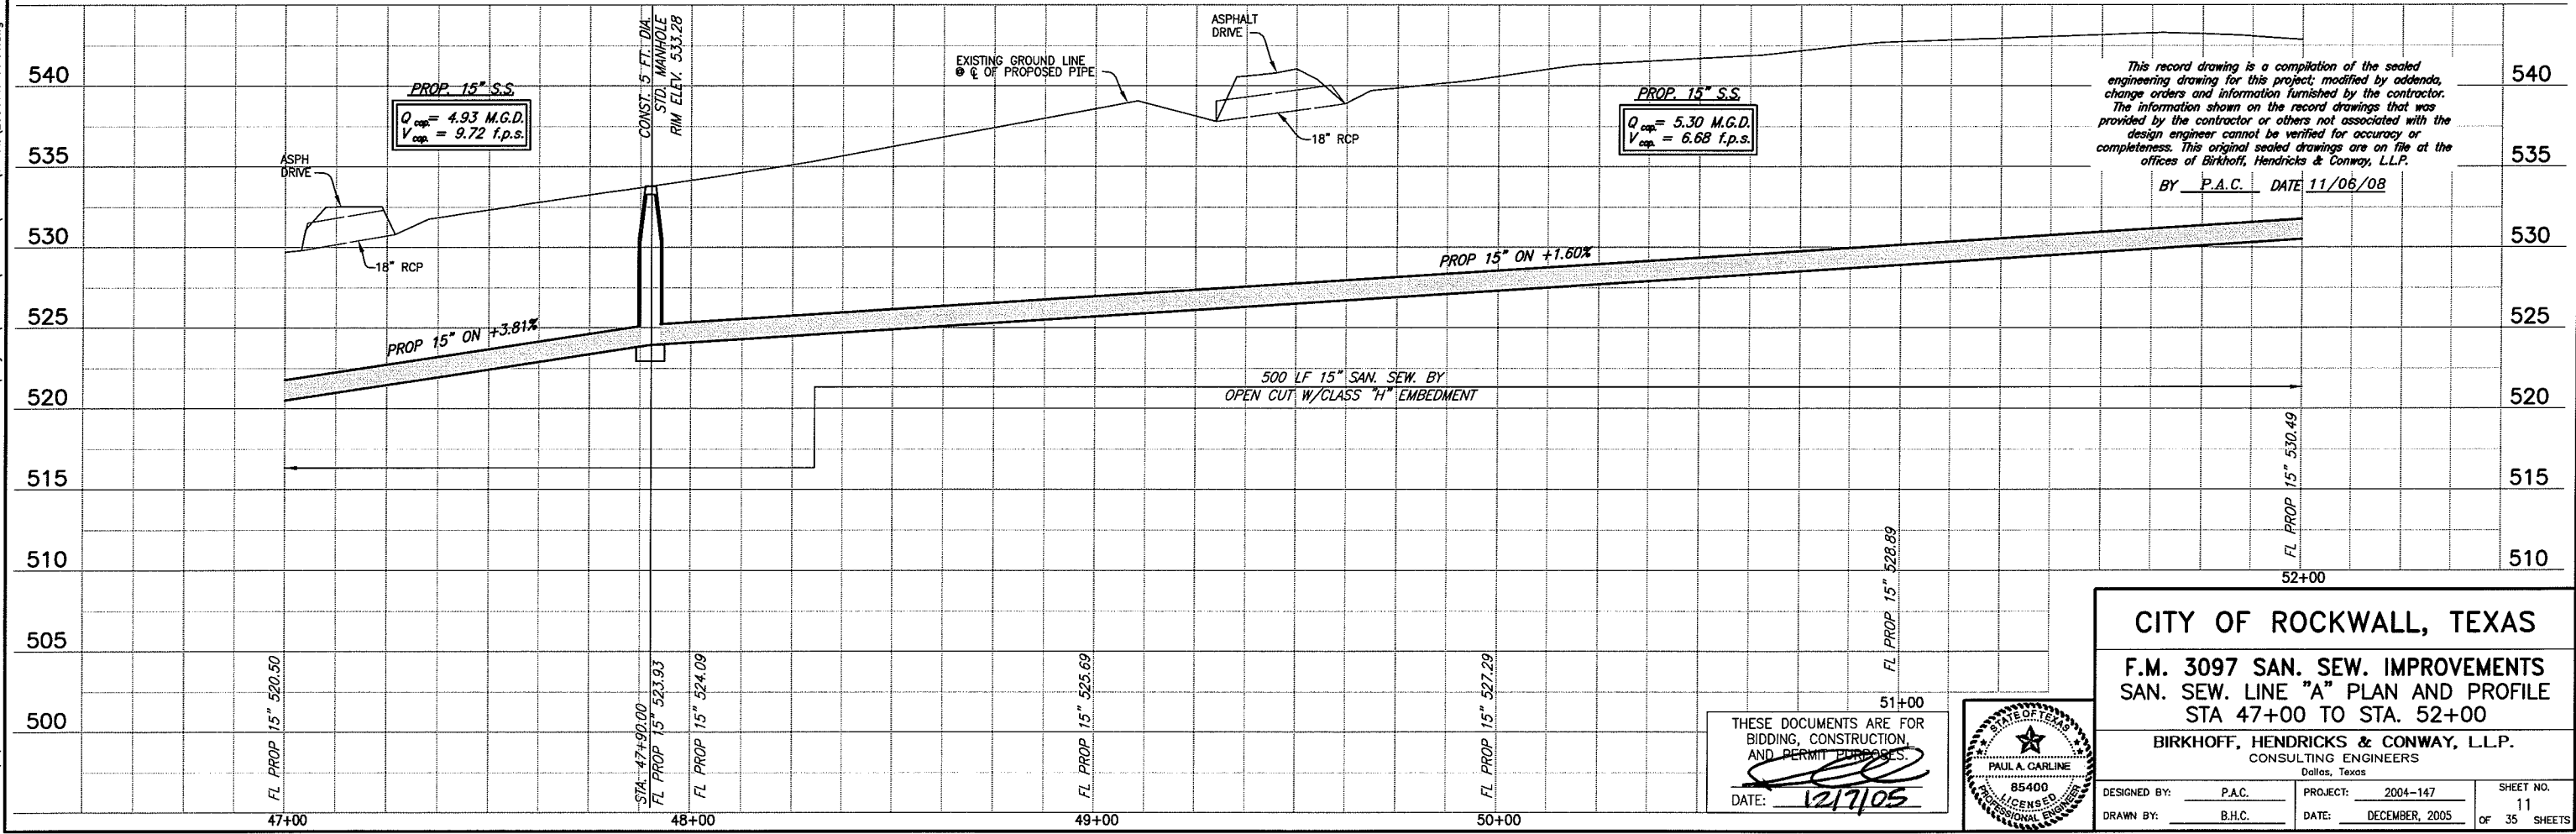 540
535
530
525
520
515
510
505
500
540
535
530
525
520
515
510
PROP. 15" S.S.
Q cap.= 4.93 M.G.D.
V cap. = 9.72 f.p.s.
ASPH
DRIVE
18" RCP
CONST. 5 FT. DIA.
STD. MANHOLE
RIM ELEV. 533.28
EXISTING GROUND LINE
@ ℄ OF PROPOSED PIPE
ASPHALT
DRIVE
18" RCP
PROP. 15" S.S.
Q cap.= 5.30 M.G.D.
V cap. = 6.68 f.p.s.
This record drawing is a compilation of the sealed
engineering drawing for this project; modified by addenda,
change orders and information furnished by the contractor.
The information shown on the record drawings that was
provided by the contractor or others not associated with the
design engineer cannot be verified for accuracy or
completeness. This original sealed drawings are on file at the
offices of Birkhoff, Hendricks & Conway, L.L.P.
BY P.A.C. DATE 11/06/08
PROP 15" ON +3.81%
PROP 15" ON +1.60%
500 LF 15" SAN. SEW. BY
OPEN CUT W/CLASS "H" EMBEDMENT
FL PROP 15" 520.50
STA. 47+90.00
FL PROP 15" 523.93
FL PROP 15" 524.09
FL PROP 15" 525.69
FL PROP 15" 527.29
FL PROP 15" 528.89
FL PROP 15" 530.49
47+00
48+00
49+00
50+00
51+00
52+00
THESE DOCUMENTS ARE FOR
BIDDING, CONSTRUCTION,
AND PERMIT PURPOSES.
DATE: 12/7/05
STATE OF TEXAS
PAUL A. CARLINE
85400
LICENSED
PROFESSIONAL ENGINEER
CITY OF ROCKWALL, TEXAS
F.M. 3097 SAN. SEW. IMPROVEMENTS
SAN. SEW. LINE "A" PLAN AND PROFILE
STA 47+00 TO STA. 52+00
BIRKHOFF, HENDRICKS & CONWAY, L.L.P.
CONSULTING ENGINEERS
Dallas, Texas
DESIGNED BY: P.A.C. PROJECT: 2004-147 SHEET NO.
11
DRAWN BY: B.H.C. DATE: DECEMBER, 2005 OF 35 SHEETS